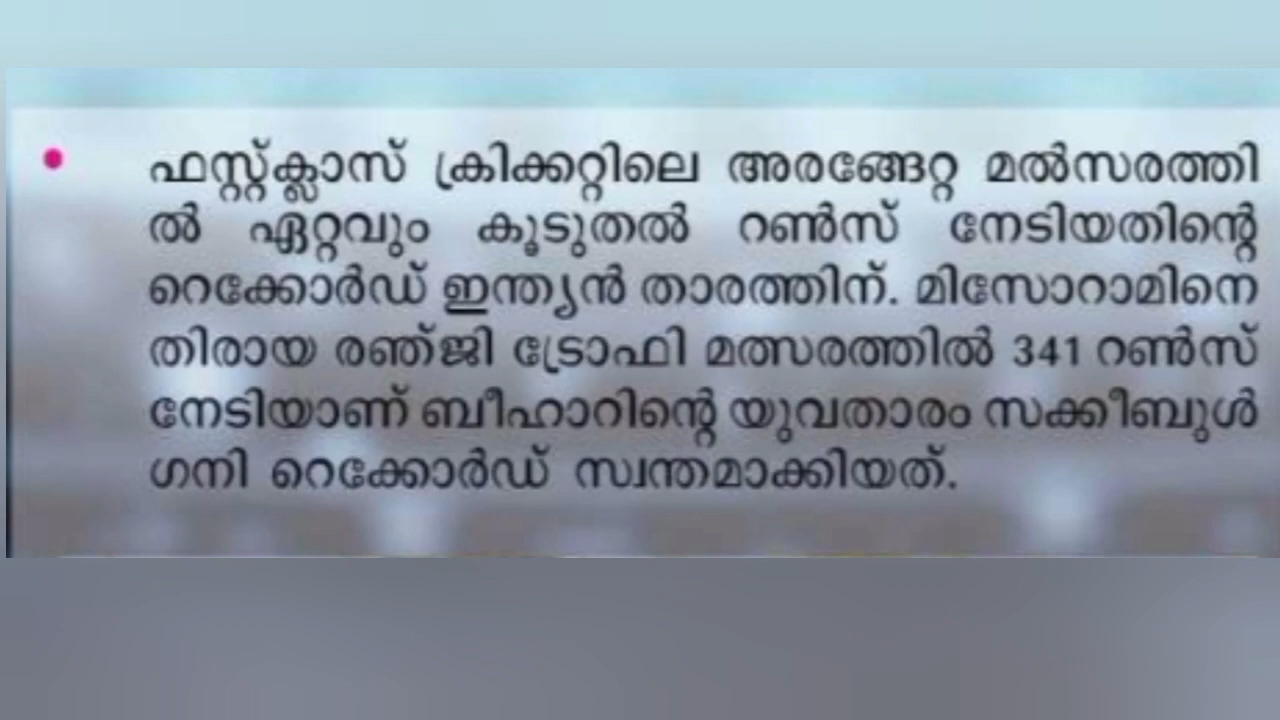 • ഫസ്റ്റ്ക്ലാസ് ക്രിക്കറ്റിലെ അരങ്ങേറ്റ മൽസരത്തി
ൽ ഏറ്റവും കൂടുതൽ റൺസ് നേടിയതിന്റെ
റെക്കോർഡ് ഇന്ത്യൻ താരത്തിന്. മിസോറാമിനെ
തിരായ രഞ്ജി ട്രോഫി മത്സരത്തിൽ 341 റൺസ്
നേടിയാണ് ബീഹാറിന്റെ യുവതാരം സക്കീബുൾ
ഗനി റെക്കോർഡ് സ്വന്തമാക്കിയത്.